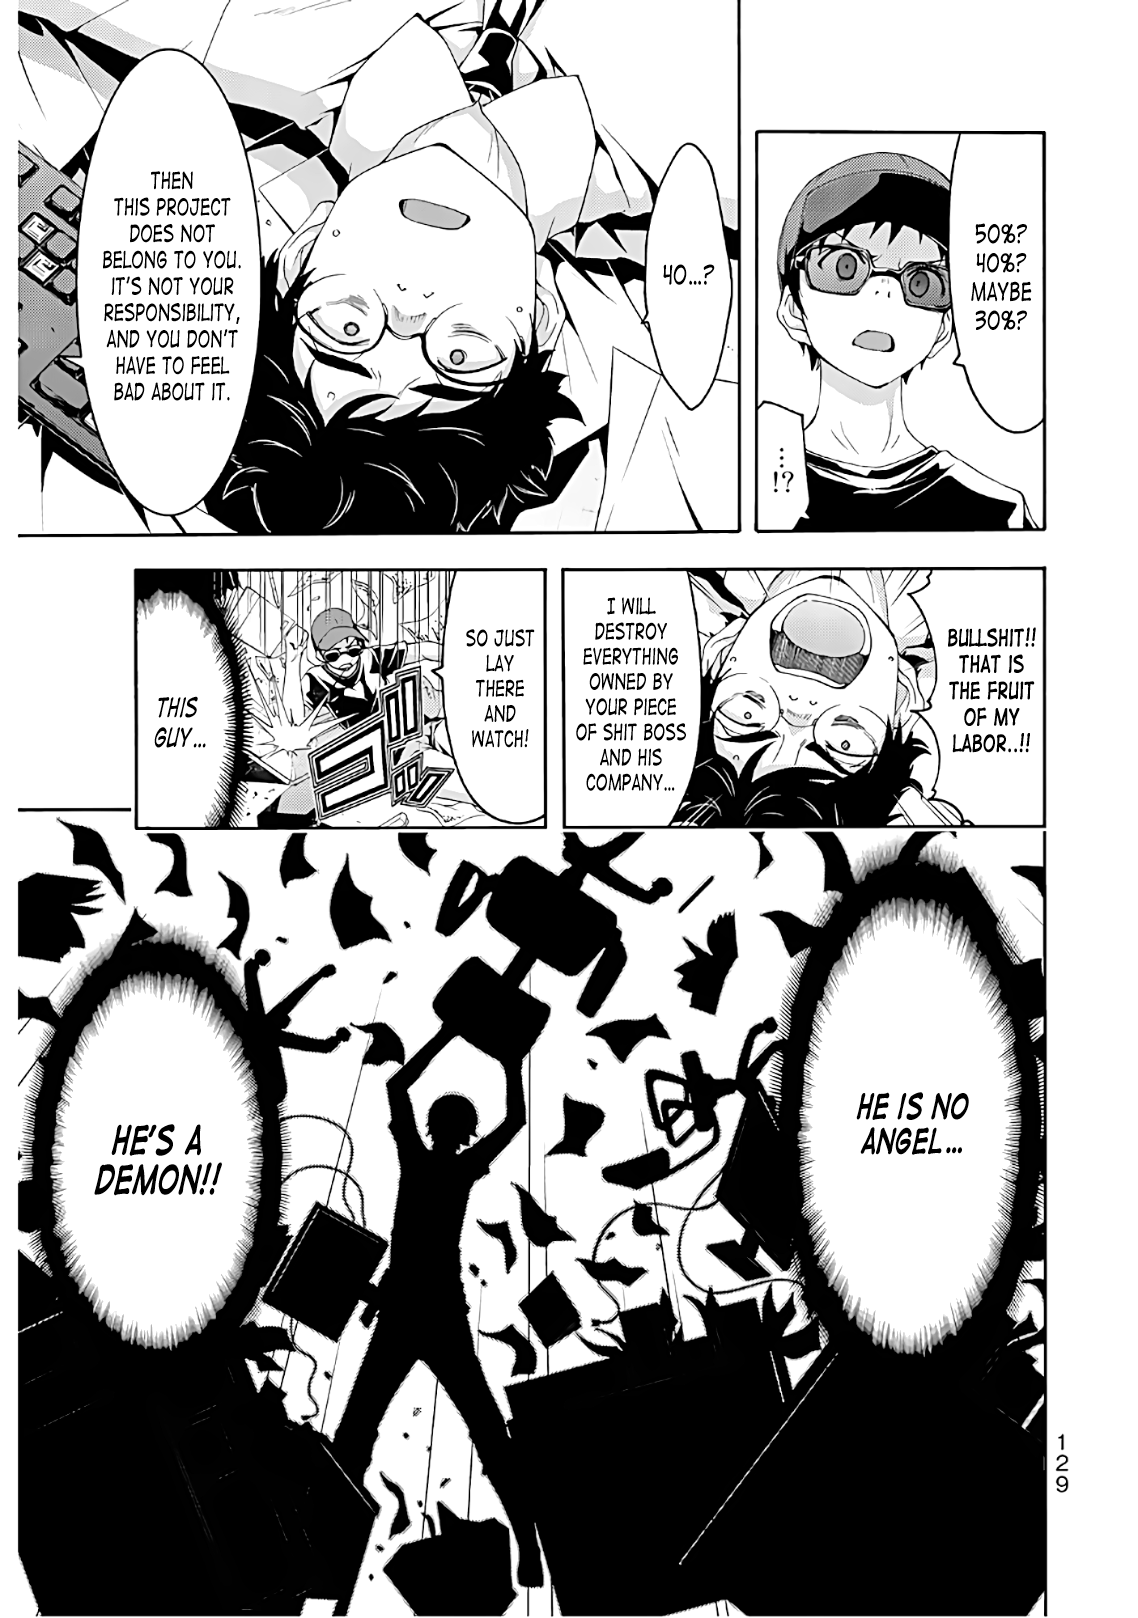 50%?
40%?
MAYBE
30%?
…!?
40...?
THEN
THIS PROJECT
DOES NOT
BELONG TO YOU.
IT'S NOT YOUR
RESPONSIBILITY,
AND YOU DON'T
HAVE TO FEEL
BAD ABOUT IT.
BULLSHIT!!
THAT IS
THE FRUIT
OF MY
LABOR..!!
I WILL
DESTROY
EVERYTHING
OWNED BY
YOUR PIECE
OF SHIT BOSS
AND HIS
COMPANY...
SO JUST
LAY
THERE
AND
WATCH!
THIS
GUY...
HE IS NO
ANGEL...
HE'S A
DEMON!!
129